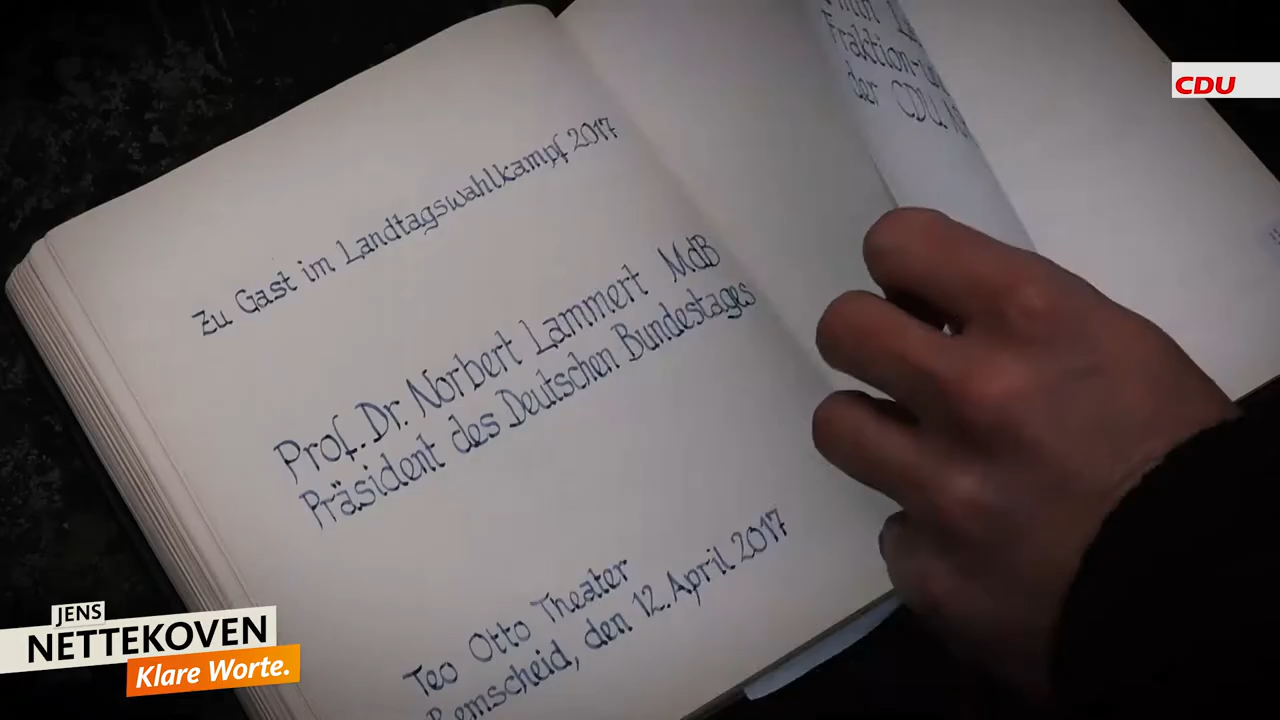 Zu Gast im Landtagswahlkampf 2017
Prof. Dr. Norbert Lammert MdB
Präsident des Deutschen Bundestages
Teo Otto Theater
Remscheid, den 12. April 2017
Fraktion
der CDU
CDU
JENS
NETTEKOVEN
Klare Worte.